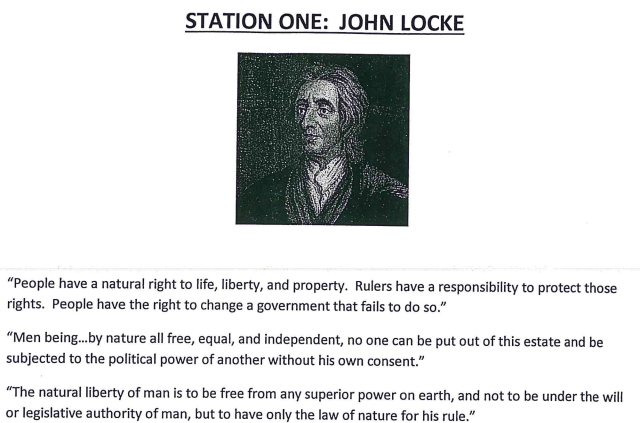 STATION ONE:  JOHN LOCKE
“People have a natural right to life, liberty, and property.  Rulers have a responsibility to protect those
rights.  People have the right to change a government that fails to do so.”
“Men being...by nature all free, equal, and independent, no one can be put out of this estate and be
subjected to the political power of another without his own consent.”
“The natural liberty of man is to be free from any superior power on earth, and not to be under the will
or legislative authority of man, but to have only the law of nature for his rule.”